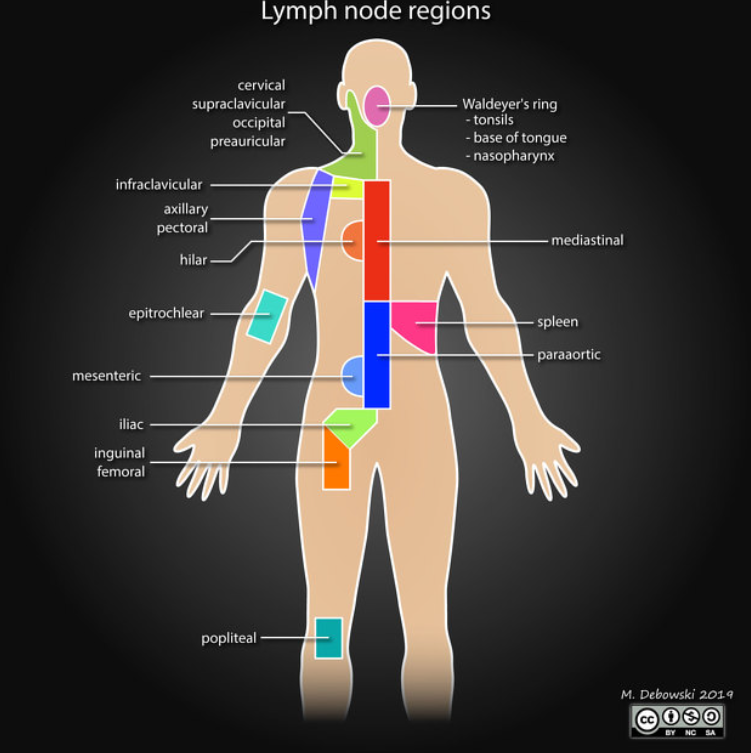 Lymph node regions
cervical
supraclavicular
occipital
preauricular
Waldeyer's ring
- tonsils
- base of tongue
- nasopharynx
infraclavicular
axillary
pectoral
hilar
mediastinal
epitrochlear
spleen
paraaortic
mesenteric
iliac
inguinal
femoral
popliteal
M. Debowski 2019
cc
BY NC SA